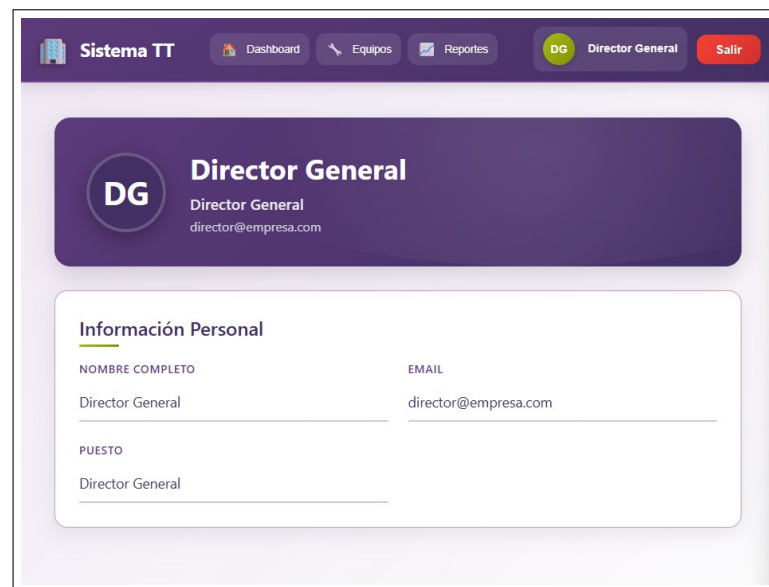 Sistema TT
Dashboard
Equipos
Reportes
DG
Director General
Salir
DG
Director General
Director General
director@empresa.com
Información Personal
NOMBRE COMPLETO
Director General
EMAIL
director@empresa.com
PUESTO
Director General